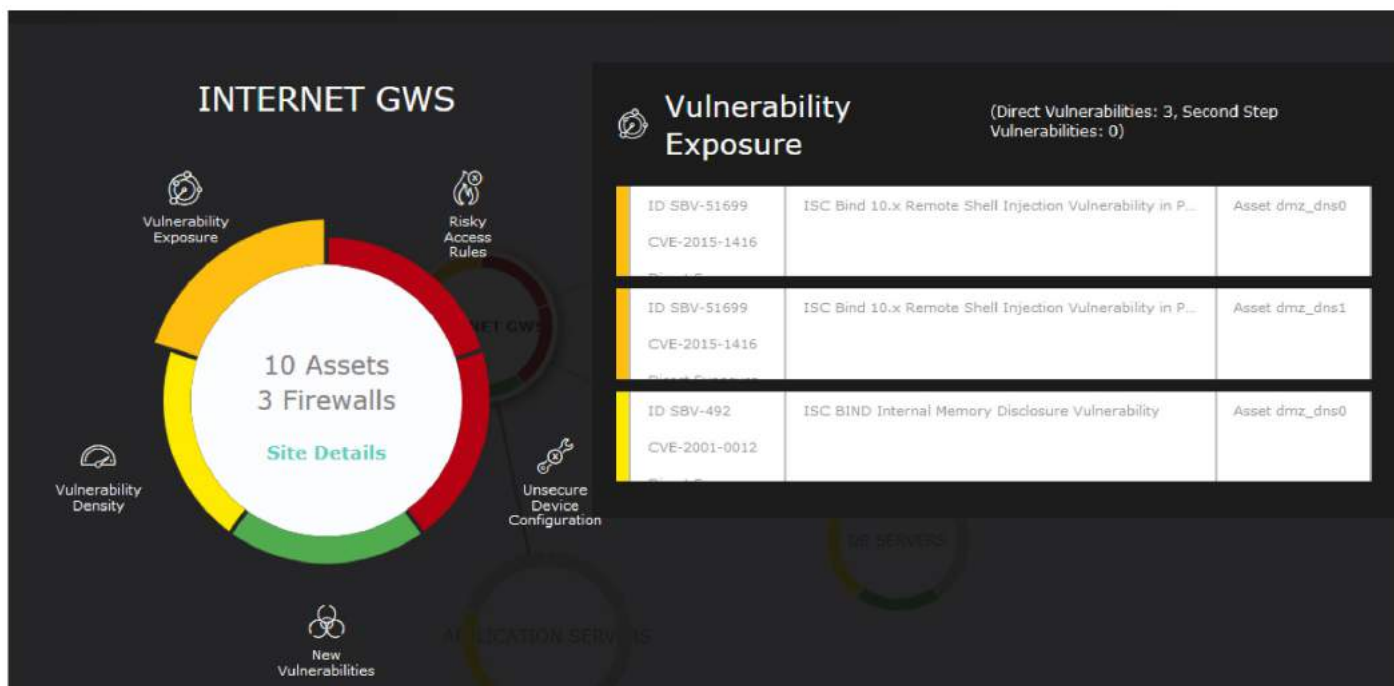 INTERNET GWS
Vulnerability
Exposure
Risky
Access
Rules
10 Assets
3 Firewalls
Site Details
Vulnerability
Density
Unsecure
Device
Configuration
New
Vulnerabilities
Vulnerability
Exposure
(Direct Vulnerabilities: 3, Second Step
Vulnerabilities: 0)
ID SBV-51699
CVE-2015-1416
ISC Bind 10.x Remote Shell Injection Vulnerability in P...
Asset dmz_dns0
ID SBV-51699
CVE-2015-1416
ISC Bind 10.x Remote Shell Injection Vulnerability in P...
Asset dmz_dns1
ID SBV-492
CVE-2001-0012
ISC BIND Internal Memory Disclosure Vulnerability
Asset dmz_dns0
NET GWS
SERVERS